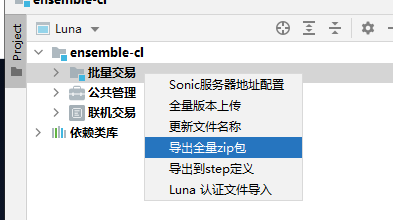 ensemble-cl
Project
Luna
ensemble-cl
批量交易
公共管理
联机交易
依赖类库
Sonic服务器地址配置
全量版本上传
更新文件名称
导出全量zip包
导出到step定义
Luna 认证文件导入